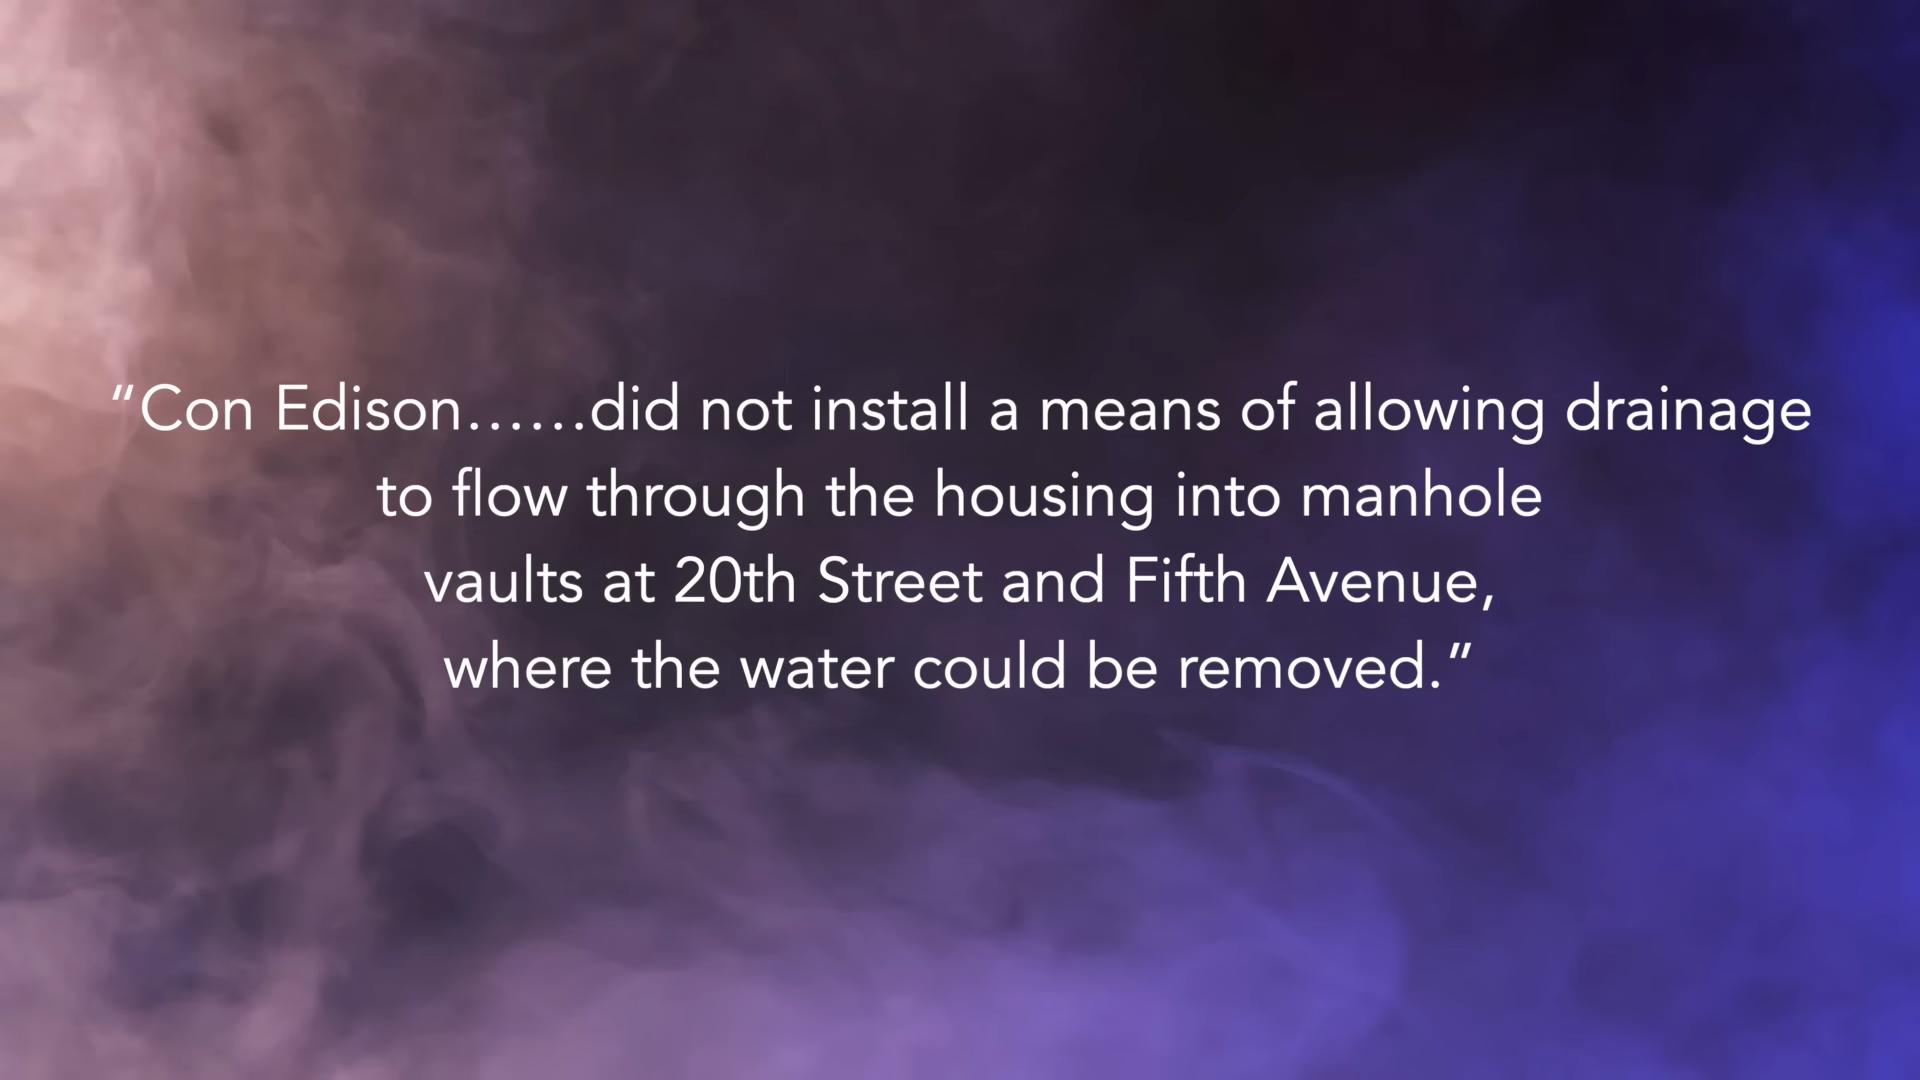 “Con Edison......did not install a means of allowing drainage
to flow through the housing into manhole
vaults at 20th Street and Fifth Avenue,
where the water could be removed.”